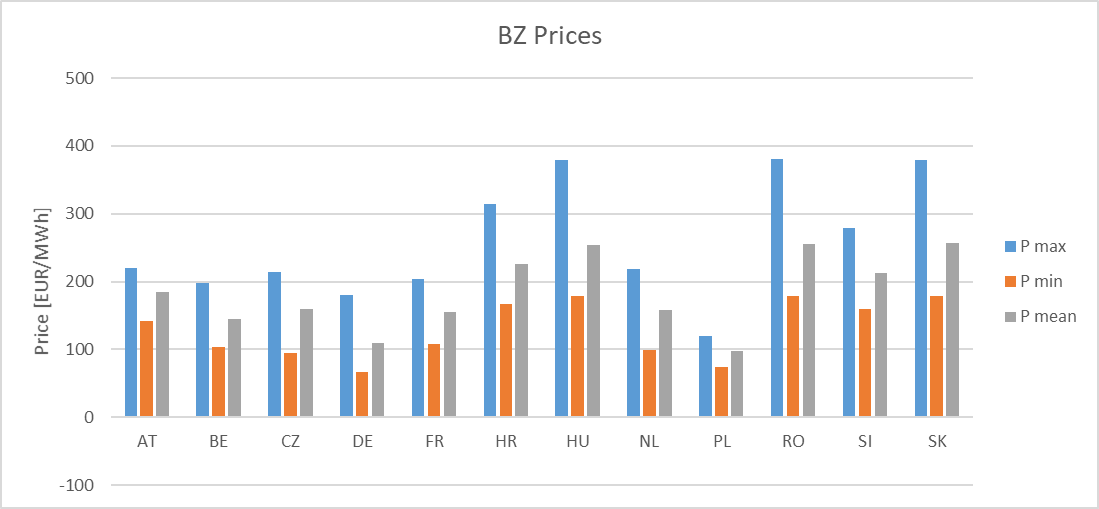 BZ Prices
500
400
300
200
100
0
-100
Price [EUR/MWh]
AT BE CZ DE FR HR HU NL PL RO SI SK
P max
P min
P mean